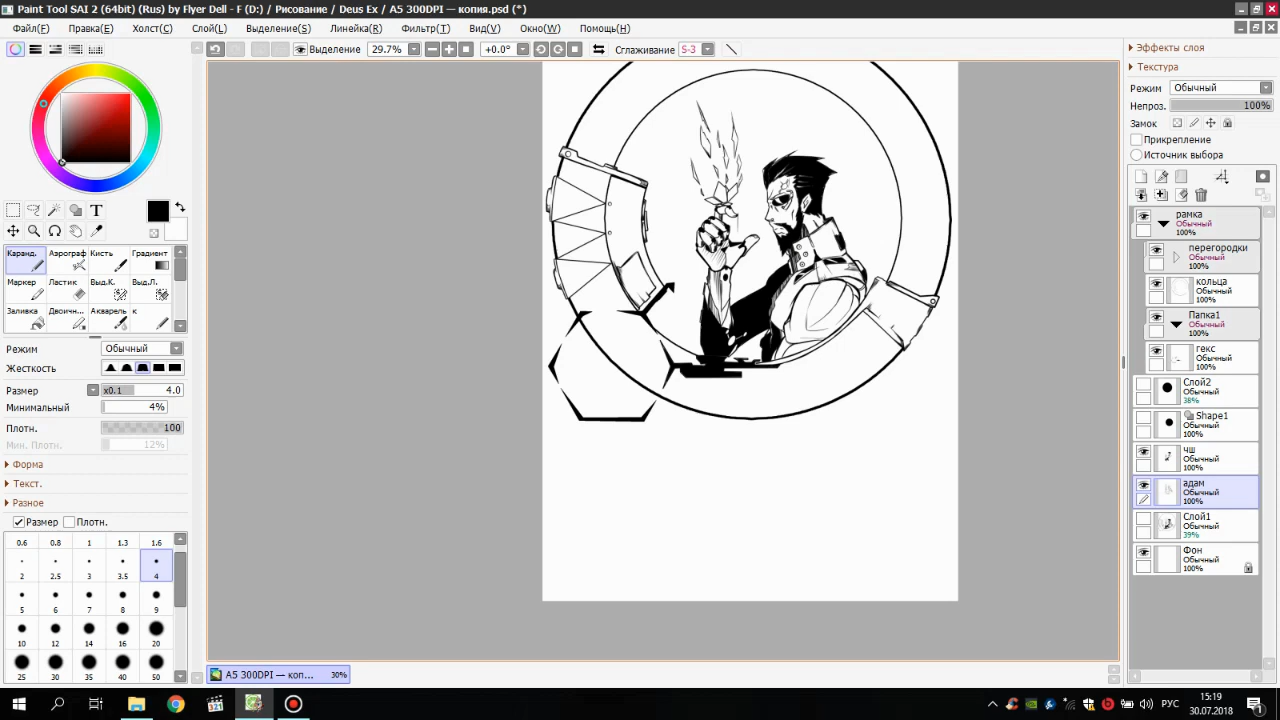 Paint Tool SAI 2 (64bit) (Rus) by Flyer Dell - F (D:) / Рисование / Deus Ex / A5 300DPI — копия.psd (*)
Файл(F) Правка(E) Холст(C) Слой(L) Выделение(S) Линейка(R) Фильтр(T) Вид(V) Окно(W) Помощь(H)
Выделение 29.7% +0.0° Сглаживание S-3
Каранд. Аэрограф Кисть Градиент
Маркер Ластик Выд.К. Выд.Л.
Заливка Двоичн... Акварель к
Режим Обычный
Жесткость
Размер x0.1 4.0
Минимальный 4%
Плотн. 100
Мин. Плотн. 12%
Форма
Текст.
Разное
Размер Плотн.
0.6 0.8 1 1.3 1.6
2 2.5 3 3.5 4
5 6 7 8 9
10 12 14 16 20
25 30 35 40 50
A5 300DPI — коп... 30%
Эффекты слоя
Текстура
Режим Обычный
Непроз. 100%
Замок
Прикрепление
Источник выбора
рамка
Обычный
100%
перегородки
Обычный
100%
кольца
Обычный
100%
Папка1
Обычный
100%
гекс
Обычный
100%
Слой2
Обычный
38%
Shape1
Обычный
100%
чш
Обычный
100%
адам
Обычный
100%
Слой1
Обычный
39%
Фон
Обычный
100%
РУС
15:19
30.07.2018
1